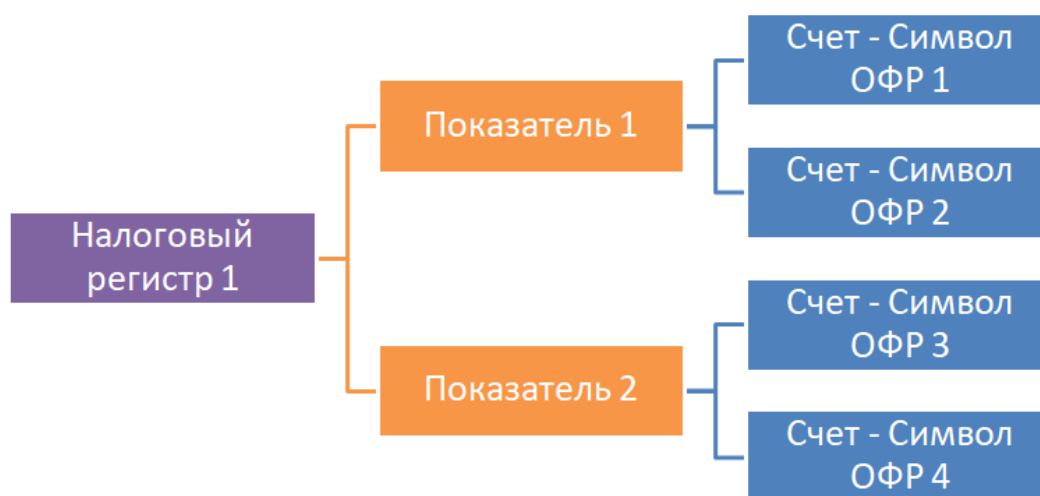 Счет - Символ
ОФР 1
Показатель 1
Счет - Символ
ОФР 2
Налоговый
регистр 1
Счет - Символ
ОФР 3
Показатель 2
Счет - Символ
ОФР 4